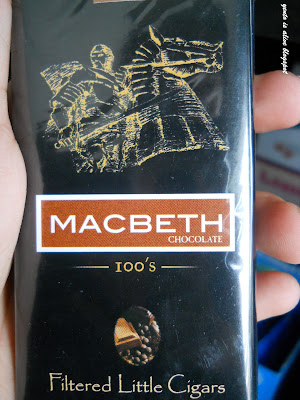 MACBETH
CHOCOLATE
100's
Filtered Little Cigars